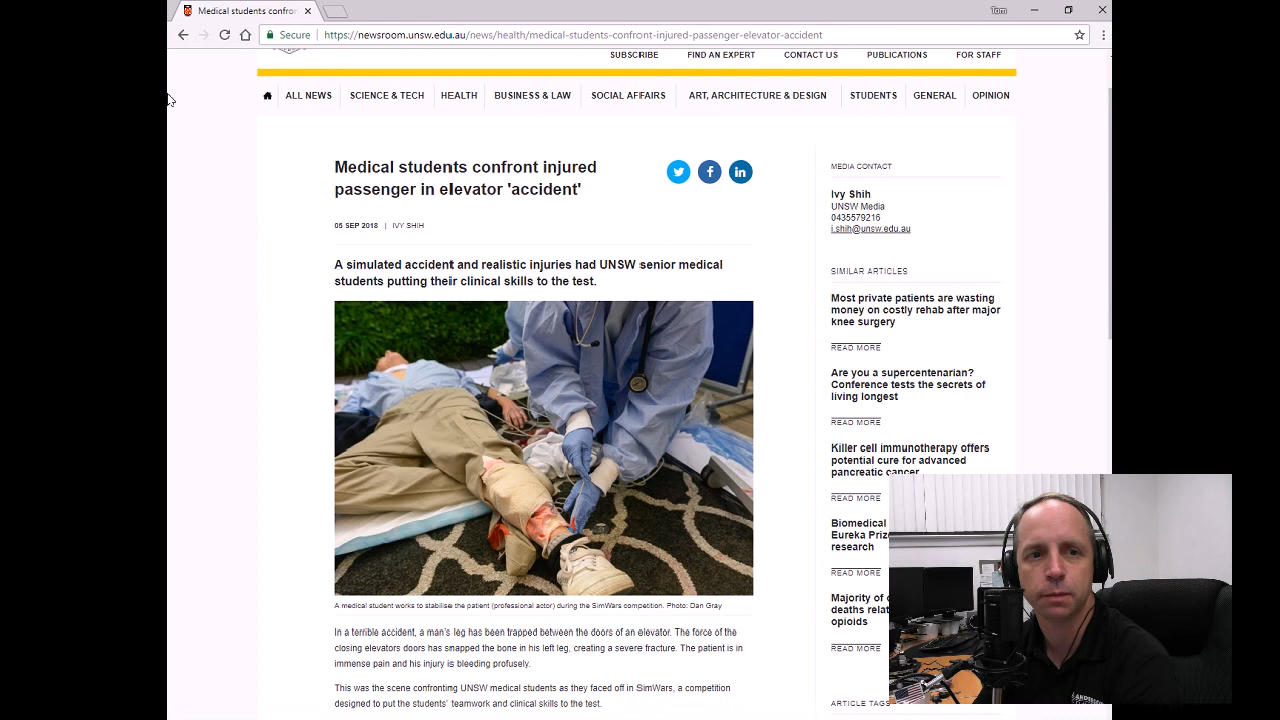 Medical students confron
Tom
Secure
https://newsroom.unsw.edu.au/news/health/medical-students-confront-injured-passenger-elevator-accident
SUBSCRIBE
FIND AN EXPERT
CONTACT US
PUBLICATIONS
FOR STAFF
ALL NEWS
SCIENCE & TECH
HEALTH
BUSINESS & LAW
SOCIAL AFFAIRS
ART, ARCHITECTURE & DESIGN
STUDENTS
GENERAL
OPINION
Medical students confront injured
passenger in elevator 'accident'
05 SEP 2018 | IVY SHIH
A simulated accident and realistic injuries had UNSW senior medical
students putting their clinical skills to the test.
A medical student works to stabilise the patient (professional actor) during the SimWars competition. Photo: Dan Gray
In a terrible accident, a man's leg has been trapped between the doors of an elevator. The force of the
closing elevators doors has snapped the bone in his left leg, creating a severe fracture. The patient is in
immense pain and his injury is bleeding profusely.
This was the scene confronting UNSW medical students as they faced off in SimWars, a competition
designed to put the students' teamwork and clinical skills to the test.
MEDIA CONTACT
Ivy Shih
UNSW Media
0435579216
i.shih@unsw.edu.au
SIMILAR ARTICLES
Most private patients are wasting
money on costly rehab after major
knee surgery
READ MORE
Are you a supercentenarian?
Conference tests the secrets of
living longest
READ MORE
Killer cell immunotherapy offers
potential cure for advanced
pancreatic cancer
READ MORE
Biomedical
Eureka Priz
research
READ MORE
Majority of
deaths rela
opioids
READ MORE
ARTICLE TAGS